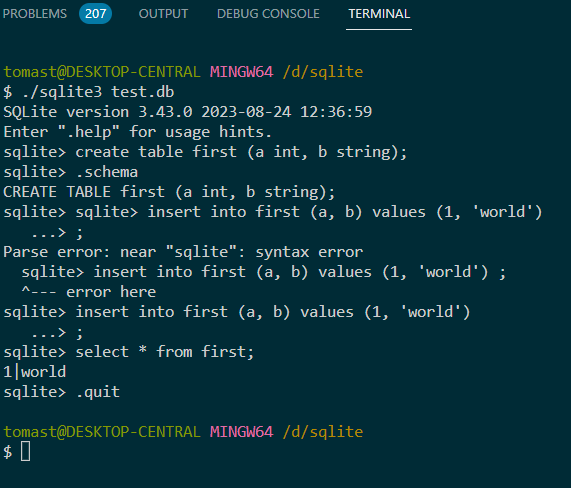 PROBLEMS 207 OUTPUT DEBUG CONSOLE TERMINAL
tomast@DESKTOP-CENTRAL MINGW64 /d/sqlite
$ ./sqlite3 test.db
SQLite version 3.43.0 2023-08-24 12:36:59
Enter ".help" for usage hints.
sqlite> create table first (a int, b string);
sqlite> .schema
CREATE TABLE first (a int, b string);
sqlite> sqlite> insert into first (a, b) values (1, 'world')
   ...> ;
Parse error: near "sqlite": syntax error
  sqlite> insert into first (a, b) values (1, 'world') ;
  ^--- error here
sqlite> insert into first (a, b) values (1, 'world')
   ...> ;
sqlite> select * from first;
1|world
sqlite> .quit
tomast@DESKTOP-CENTRAL MINGW64 /d/sqlite
$